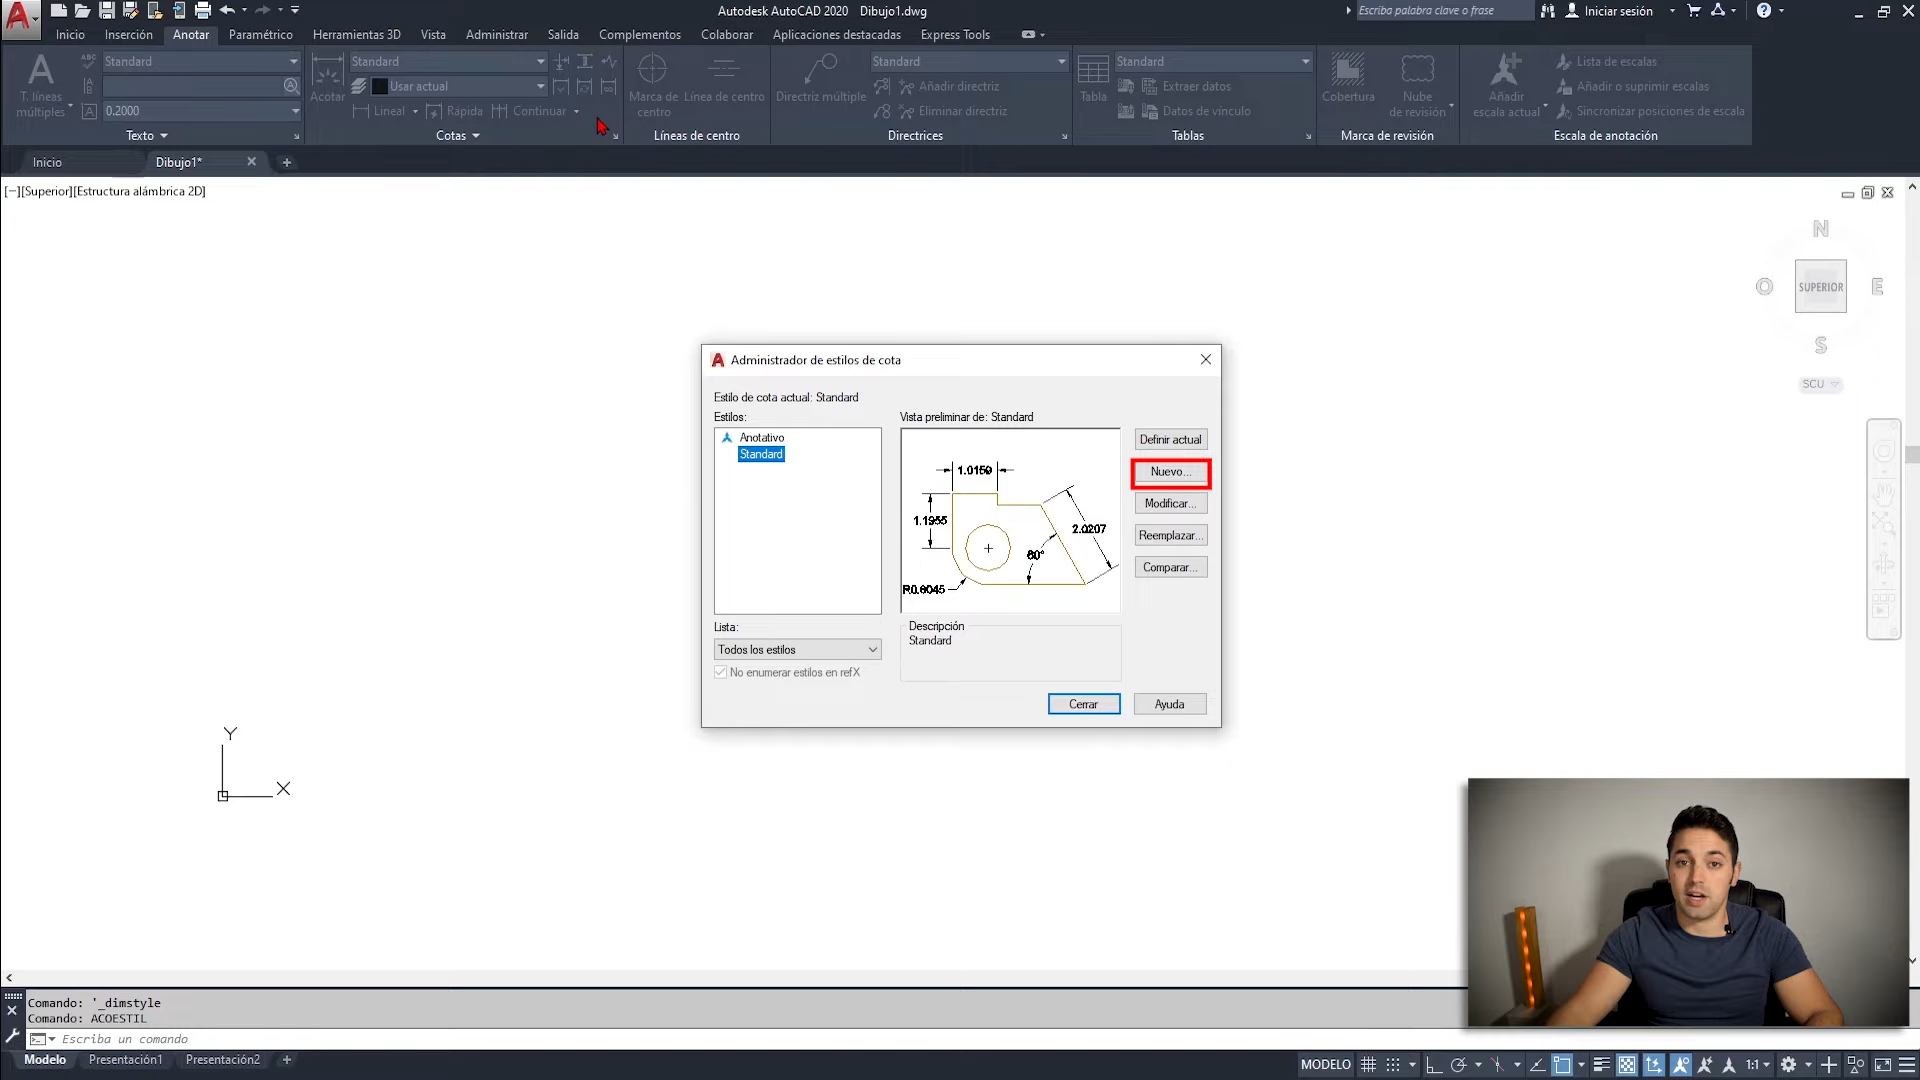 Autodesk AutoCAD 2020 Dibujo1.dwg
Escriba palabra clave o frase
Iniciar sesión
Inicio Inserción Anotar Paramétrico Herramientas 3D Vista Administrar Salida Complementos Colaborar Aplicaciones destacadas Express Tools
A
T. líneas múltiples
ABC
Standard
0.2000
Texto
Acotar
Standard
Usar actual
Lineal Rápida Continuar
Cotas
Marca de centro
Línea de centro
Líneas de centro
Directriz múltiple
Standard
Añadir directriz
Eliminar directriz
Directrices
Tabla
Standard
Extraer datos
Datos de vínculo
Tablas
Cobertura
Nube de revisión
Marca de revisión
Añadir escala actual
Lista de escalas
Añadir o suprimir escalas
Sincronizar posiciones de escala
Escala de anotación
Inicio Dibujo1*
[−][Superior][Estructura alámbrica 2D]
N
O SUPERIOR E
S
SCU
Administrador de estilos de cota
Estilo de cota actual: Standard
Estilos:
Anotativo
Standard
Vista preliminar de: Standard
1.0159
1.1955
2.0207
60°
R0.8045
Definir actual
Nuevo...
Modificar...
Reemplazar...
Comparar...
Lista:
Todos los estilos
No enumerar estilos en refX
Descripción
Standard
Cerrar Ayuda
Y
X
Comando: '_dimstyle
Comando: ACOESTIL
Escriba un comando
Modelo Presentación1 Presentación2
MODELO
1:1